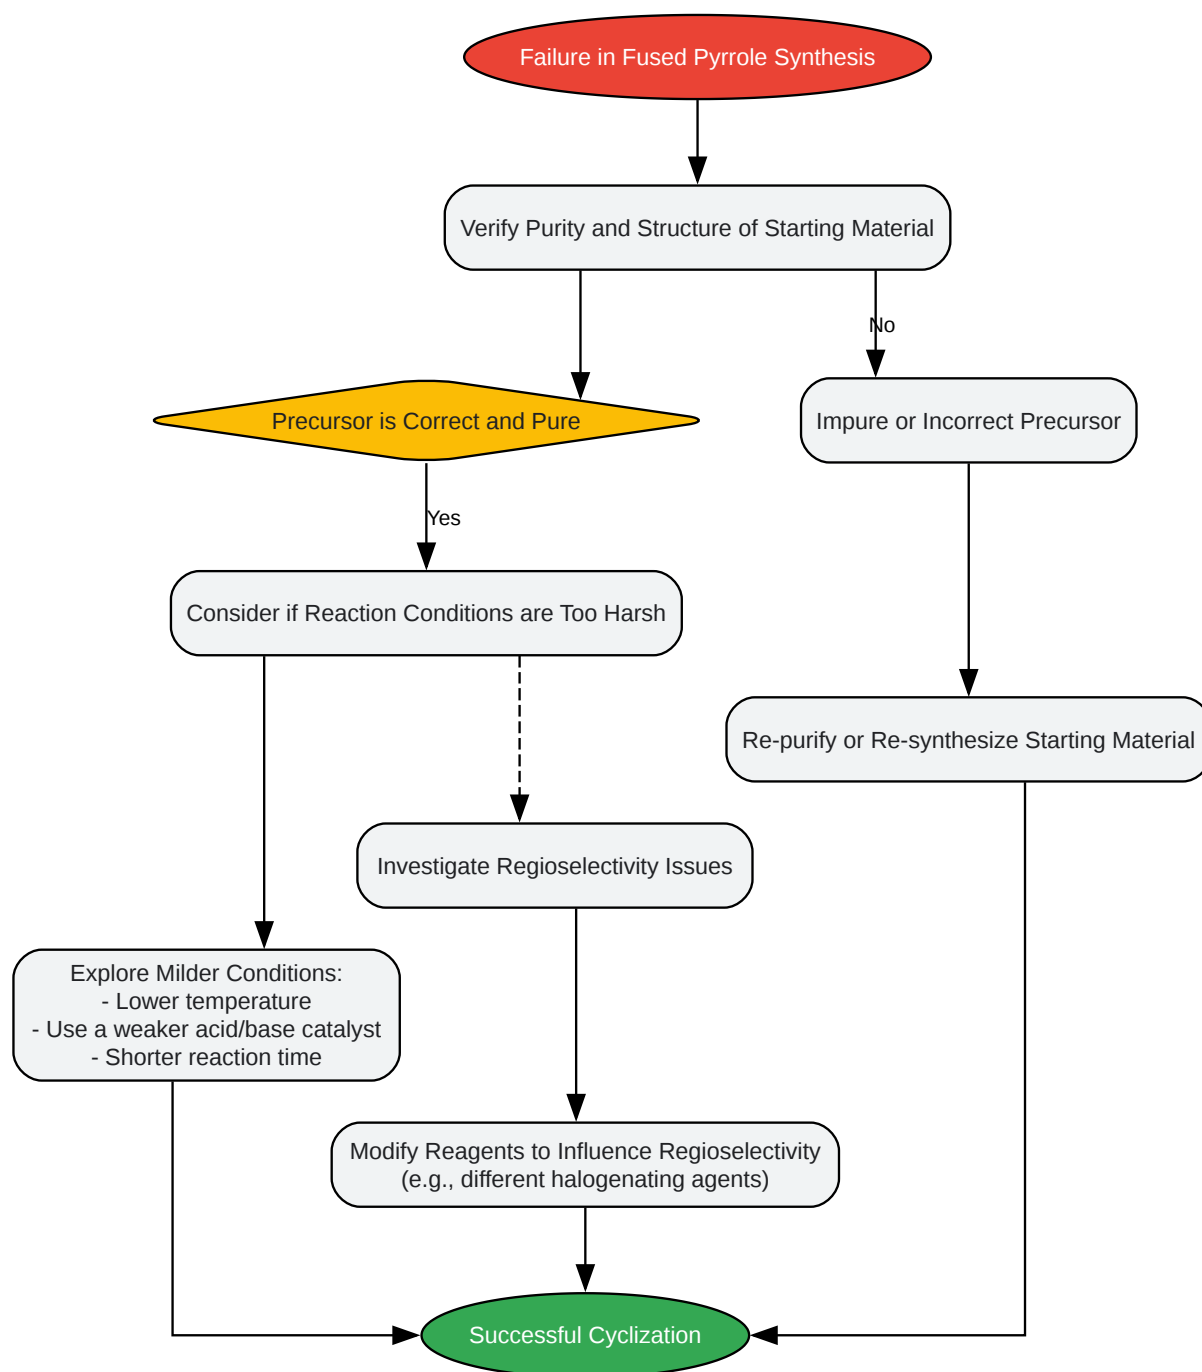 Failure in Fused Pyrrole Synthesis
Verify Purity and Structure of Starting Material
No
Precursor is Correct and Pure
Impure or Incorrect Precursor
Yes
Consider if Reaction Conditions are Too Harsh
Re-purify or Re-synthesize Starting Material
Investigate Regioselectivity Issues
Explore Milder Conditions:
- Lower temperature
- Use a weaker acid/base catalyst
- Shorter reaction time
Modify Reagents to Influence Regioselectivity
(e.g., different halogenating agents)
Successful Cyclization